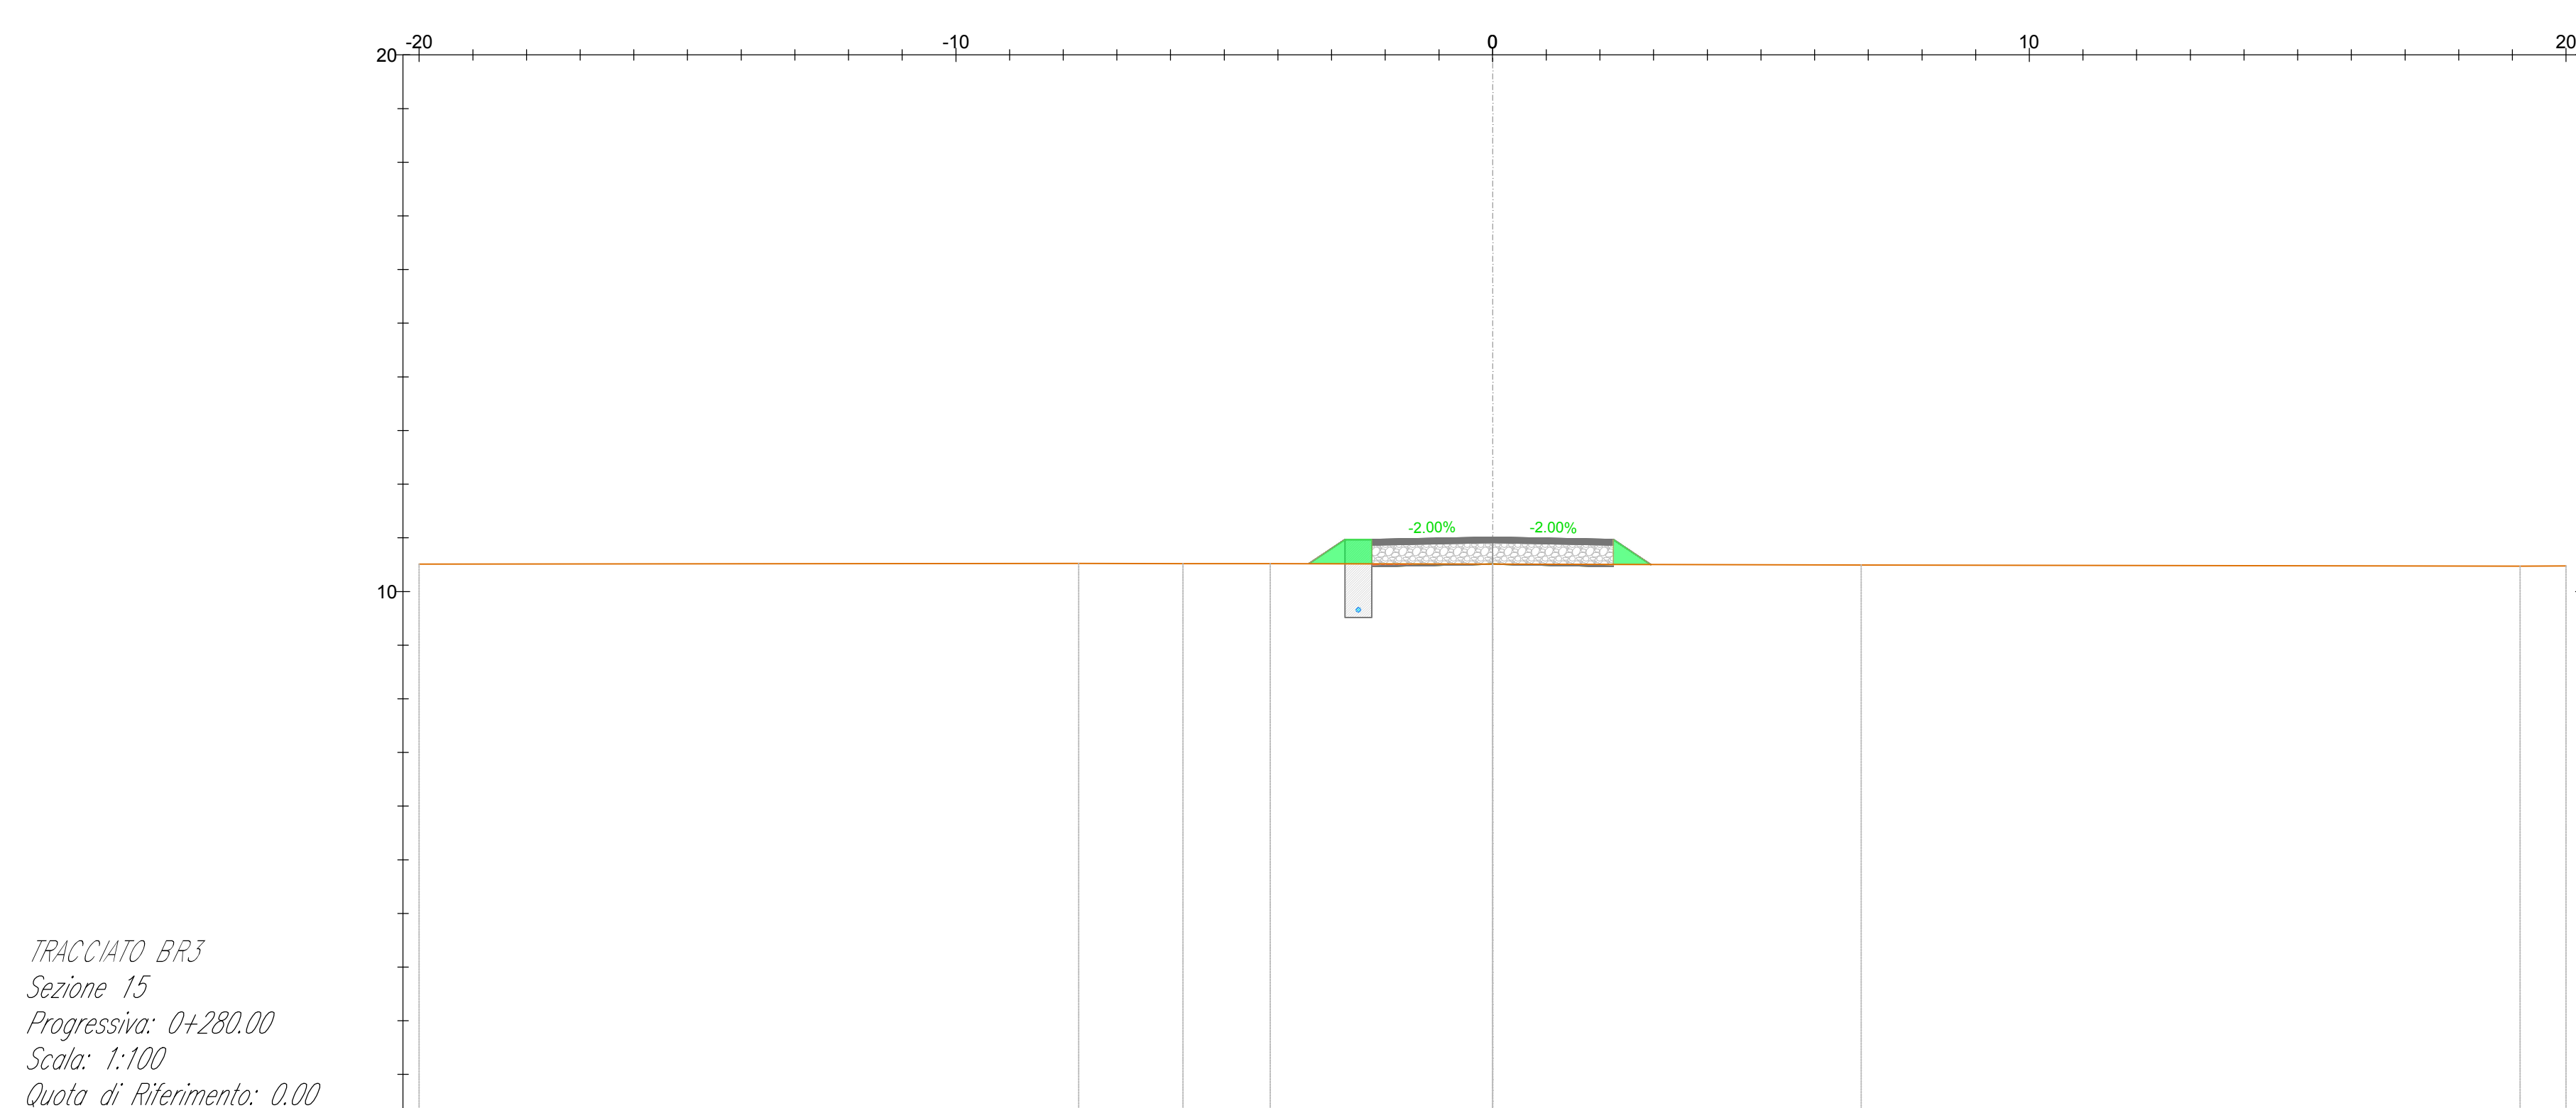 -20 -10 0 10 20
20
-2.00% -2.00%
10
TRACCIATO BR3
Sezione 15
Progressiva: 0+280.00
Scala: 1:100
Quota di Riferimento: 0.00